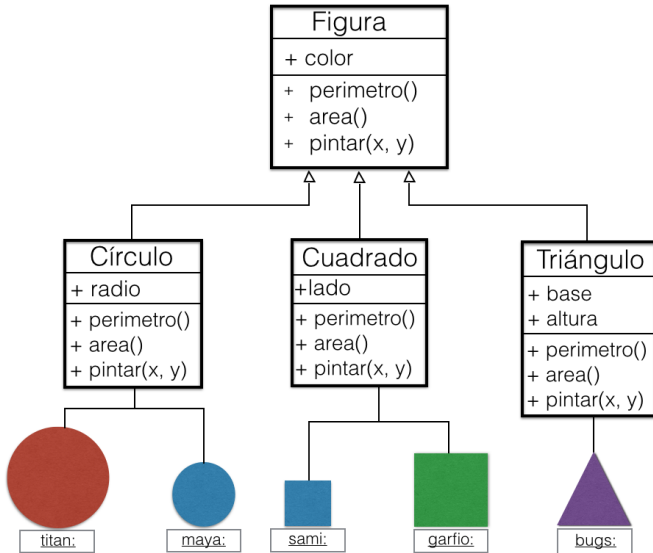 Figura
+ color
+ perimetro()
+ area()
+ pintar(x, y)
Círculo
+ radio
+ perimetro()
+ area()
+ pintar(x, y)
Cuadrado
+lado
+ perimetro()
+ area()
+ pintar(x, y)
Triángulo
+ base
+ altura
+ perimetro()
+ area()
+ pintar(x, y)
titan:
maya:
sami:
garfio:
bugs: